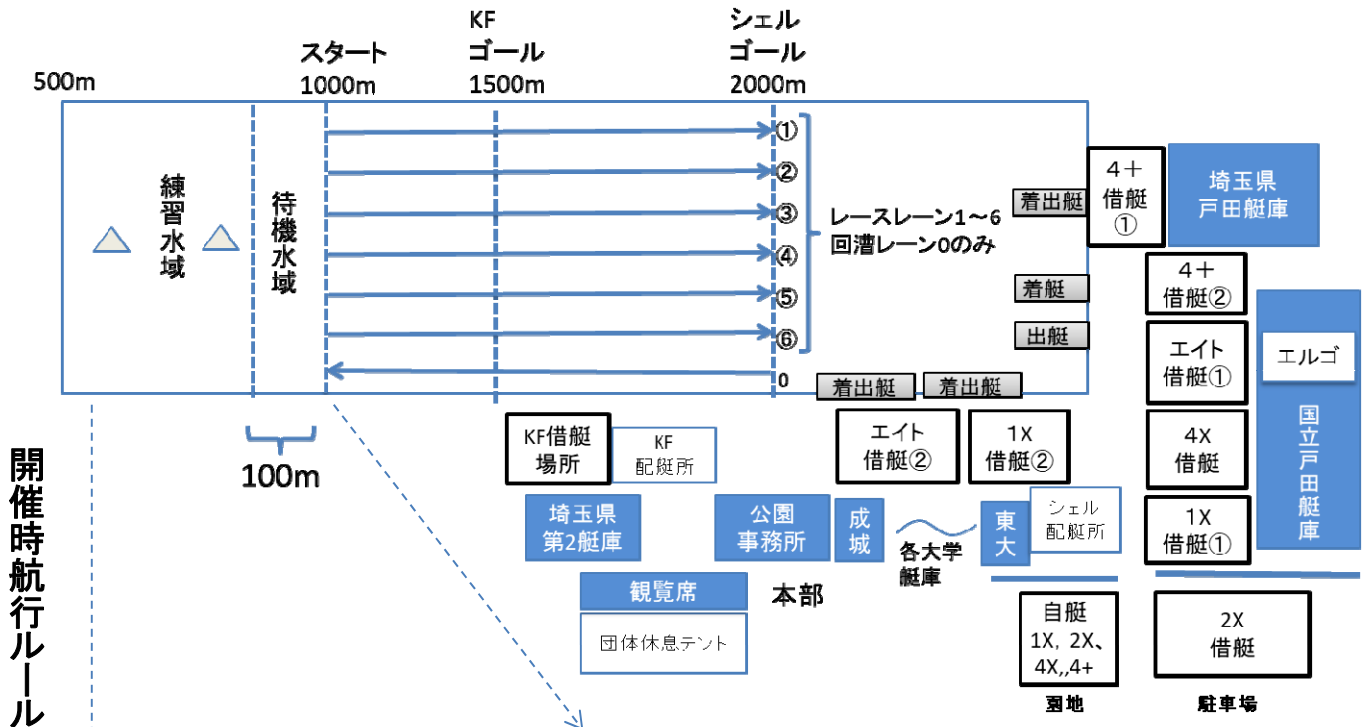 KF
ゴール
1500m
シェル
ゴール
2000m
スタート
1000m
500m
練習水域
待機水域
①
②
③
④
⑤
⑥
0
レースレーン1～6
回漕レーン0のみ
着出艇
着艇
出艇
着出艇
着出艇
4＋
借艇
①
埼玉県
戸田艇庫
4＋
借艇②
エイト
借艇①
エルゴ
4X
借艇
国立戸田艇庫
1X
借艇①
100m
KF借艇
場所
KF
配艇所
エイト
借艇②
1X
借艇②
埼玉県
第2艇庫
公園
事務所
成城
各大学
艇庫
東大
シェル
配艇所
観覧席
本部
団体休息テント
自艇
1X, 2X、
4X,,4+
園地
2X
借艇
駐車場
開催時航行ルール